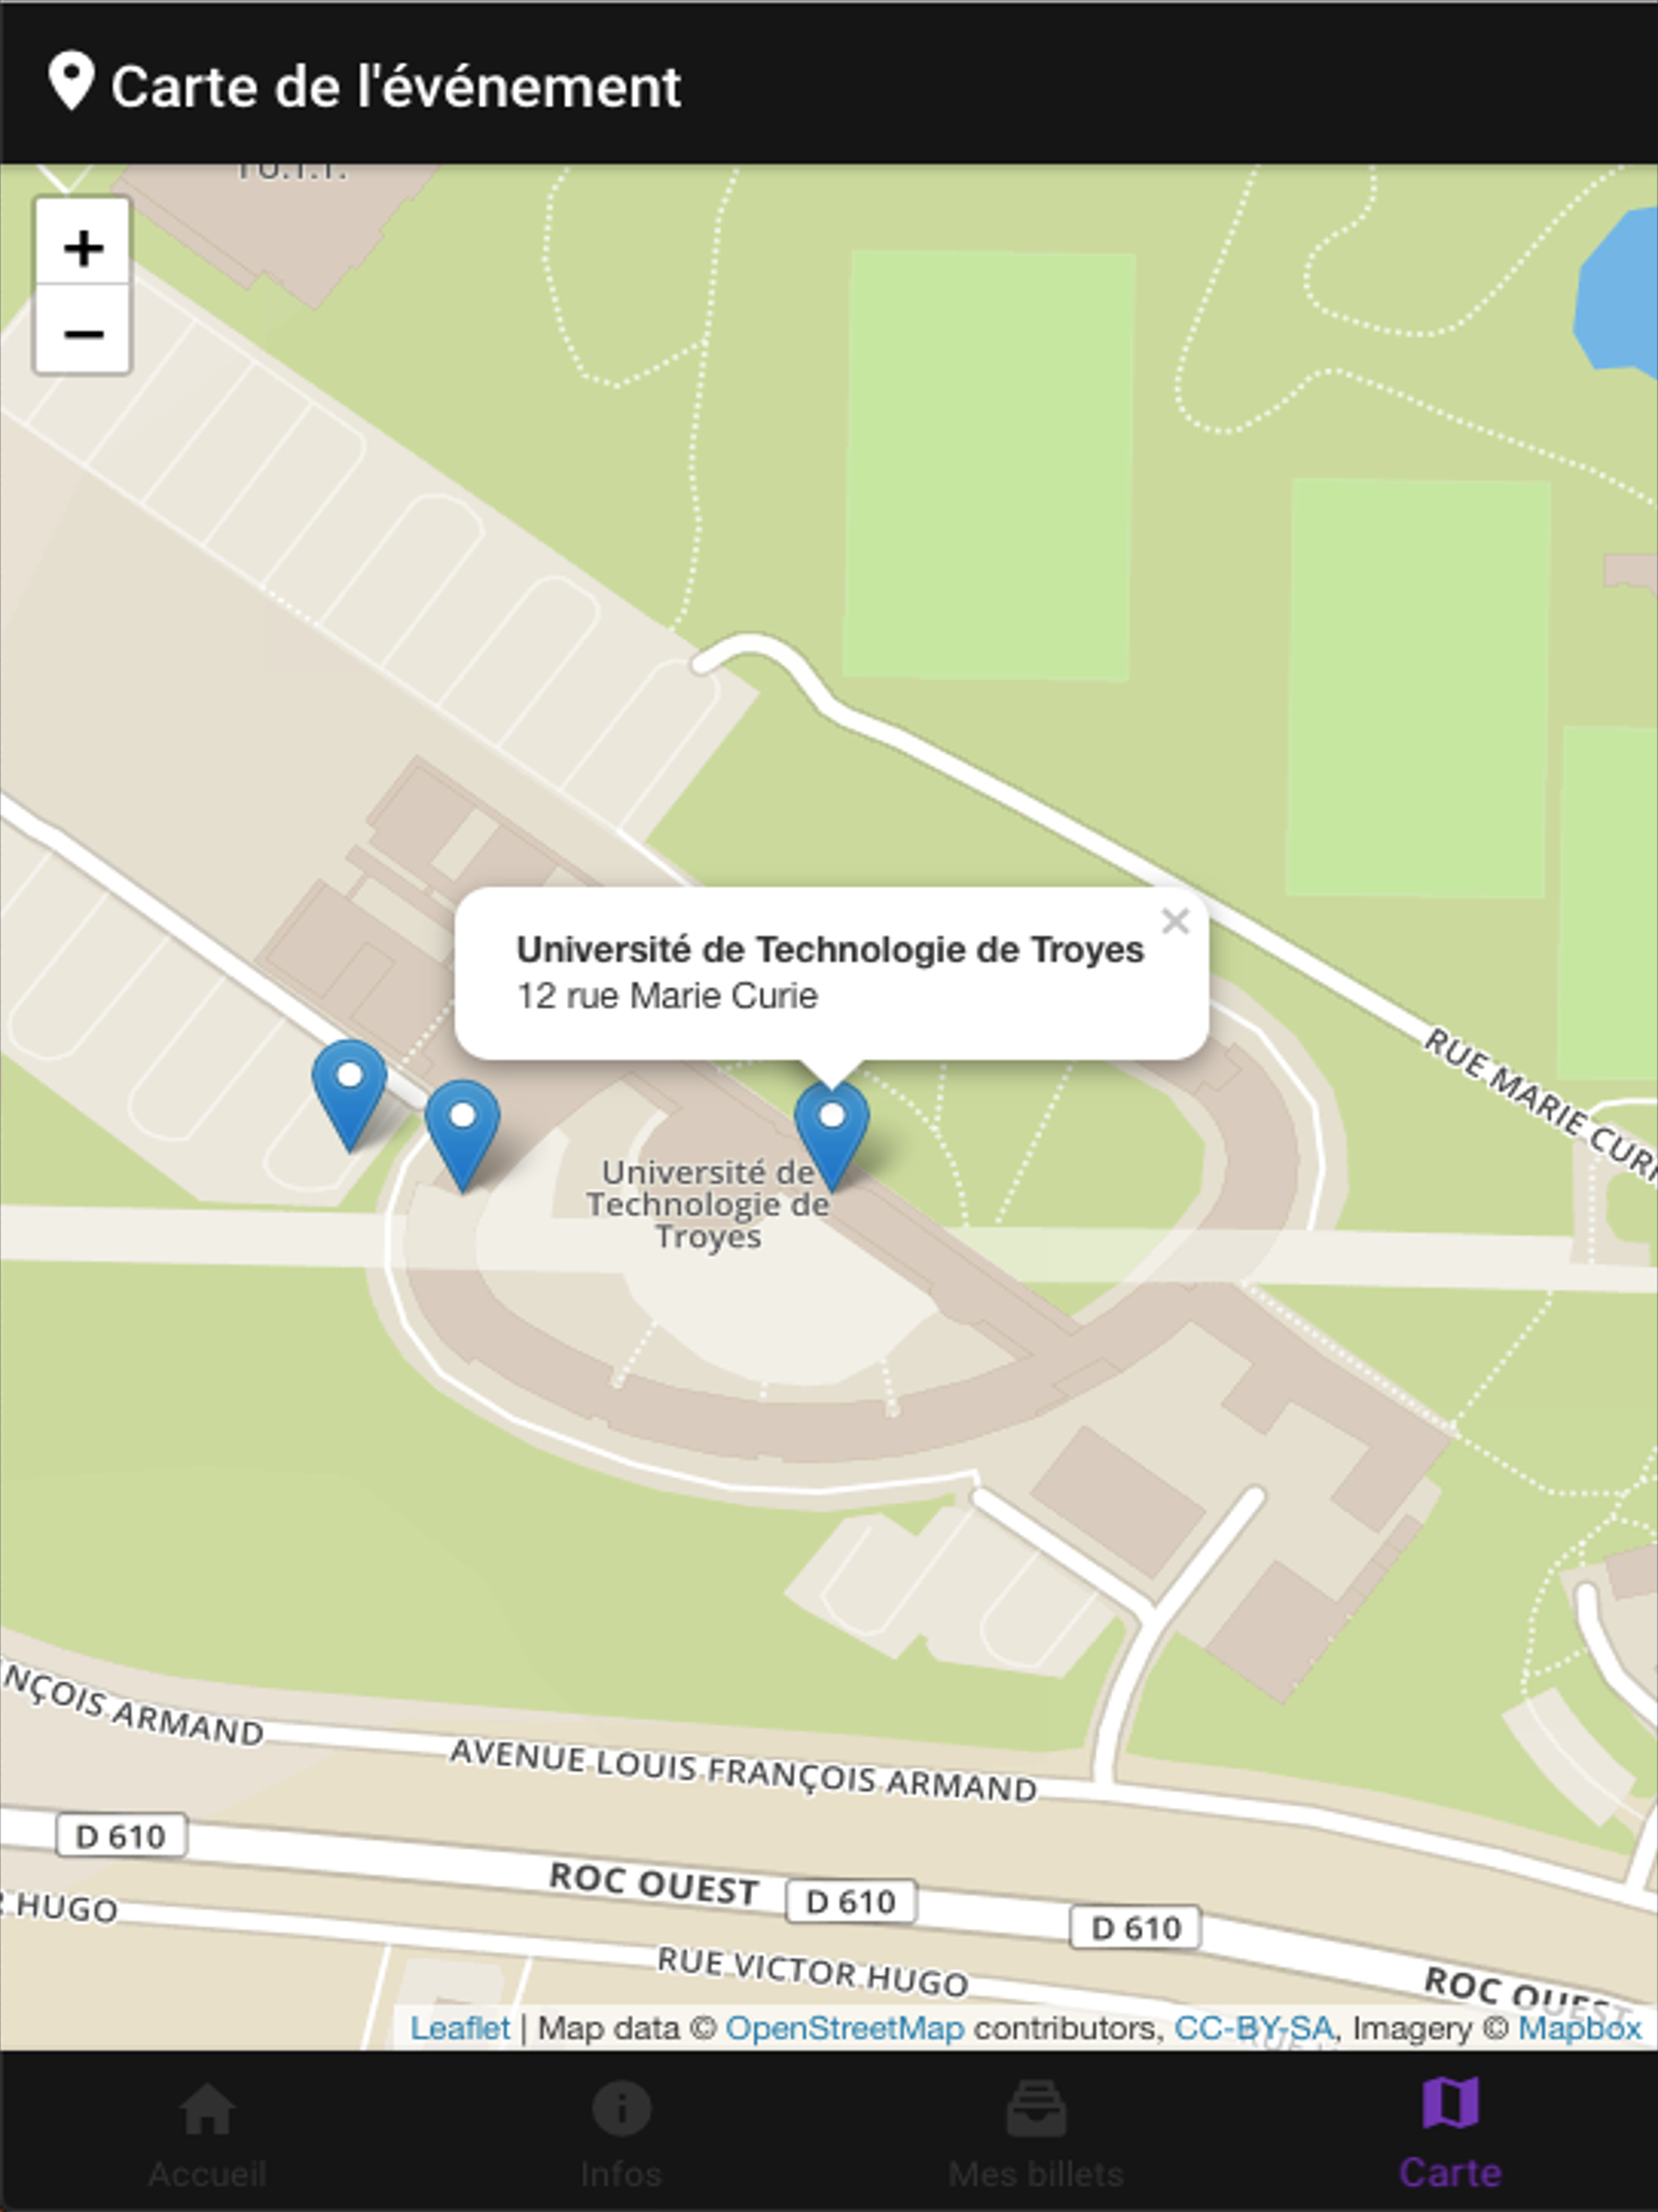 Carte de l'événement
+
−
Université de Technologie de Troyes
12 rue Marie Curie
×
RUE MARIE CURI
Université de
Technologie de
Troyes
NÇOIS ARMAND
AVENUE LOUIS FRANÇOIS ARMAND
D 610
ROC OUEST
D 610
D 610
HUGO
RUE VICTOR HUGO
ROC OUEST
Leaflet | Map data © OpenStreetMap contributors, CC-BY-SA, Imagery © Mapbox
Accueil
Infos
Mes billets
Carte